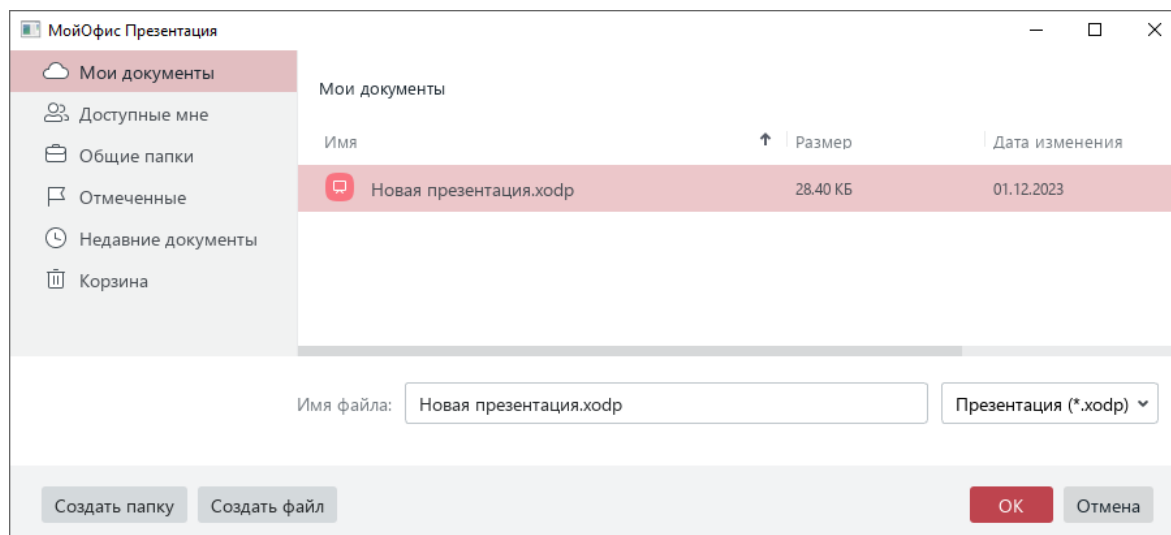 МойОфис Презентация
Мои документы
Доступные мне
Общие папки
Отмеченные
Недавние документы
Корзина
Мои документы
Имя Размер Дата изменения
Новая презентация.xodp 28.40 КБ 01.12.2023
Имя файла: Новая презентация.xodp Презентация (*.xodp)
Создать папку Создать файл ОК Отмена